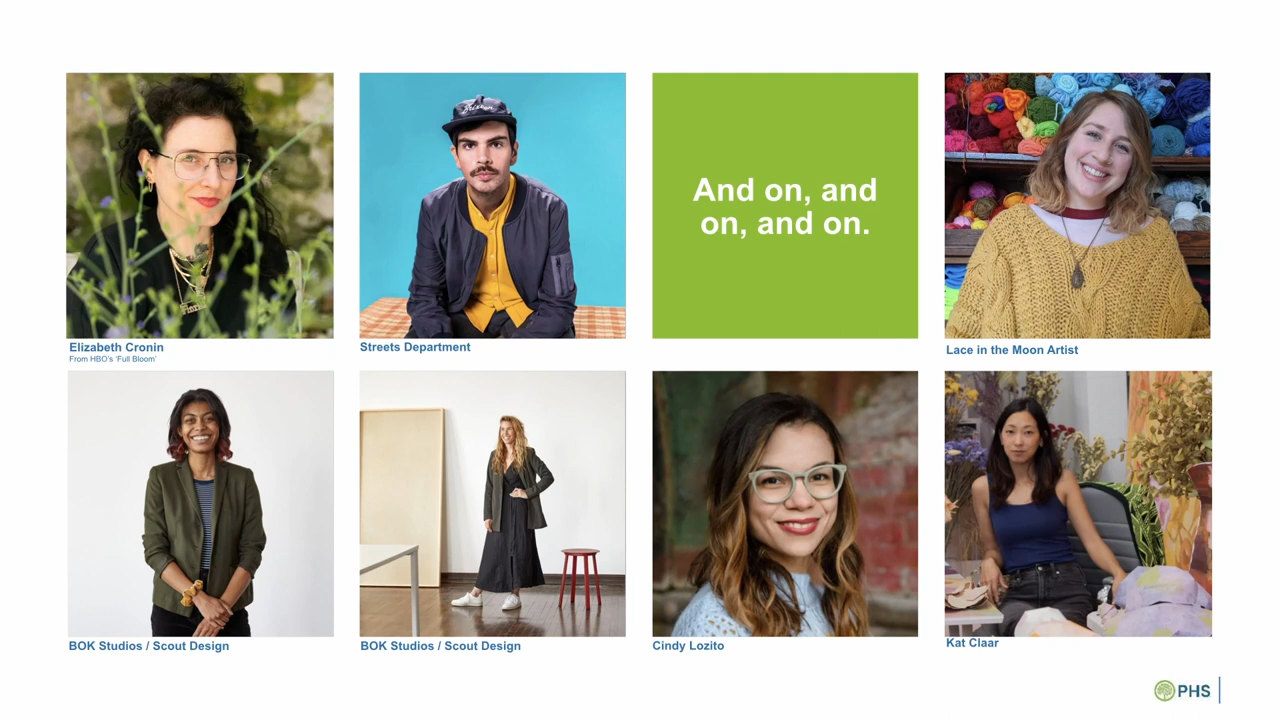 And on, and
on, and on.
Elizabeth Cronin
From HBO's 'Full Bloom'
Streets Department
Lace in the Moon Artist
BOK Studios / Scout Design
BOK Studios / Scout Design
Cindy Lozito
Kat Claar
PHS